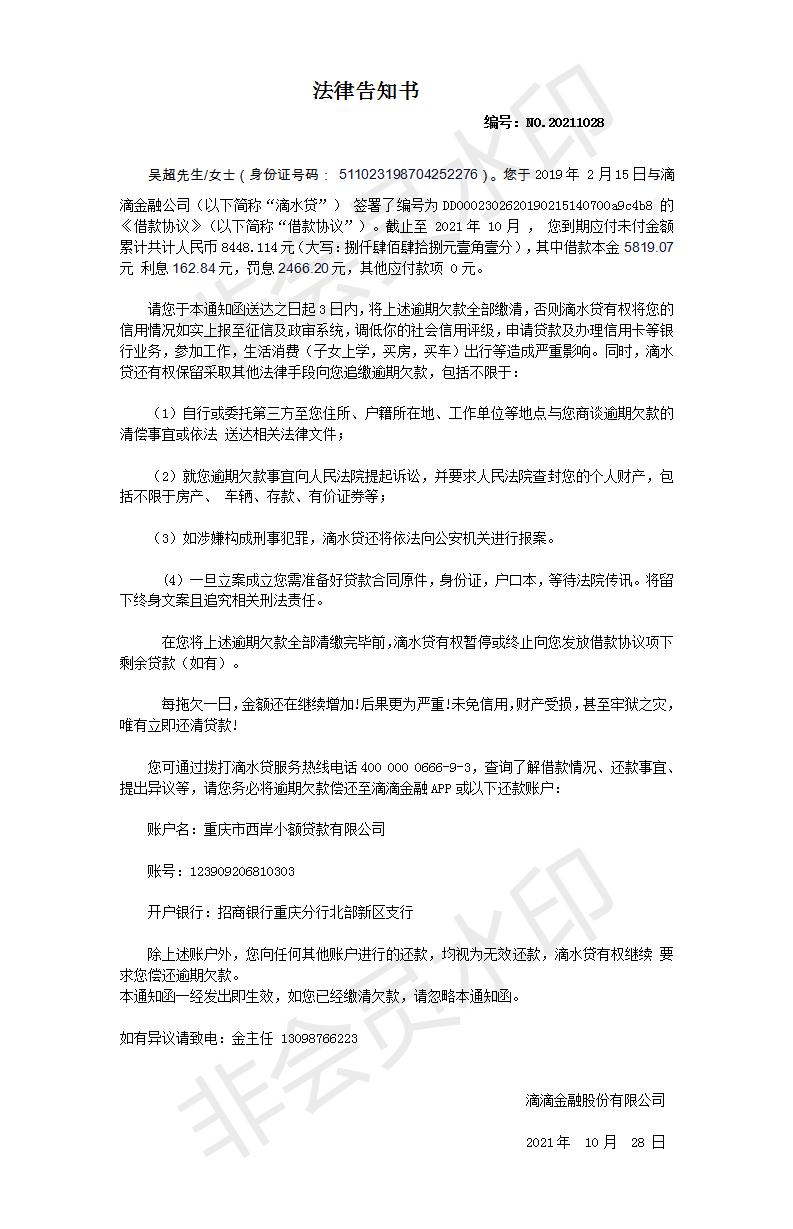 法律告知书
编号：NO.20211028
吴超先生/女士（身份证号码： 511023198704252276）。您于 2019 年 2 月 15 日与滴
滴金融公司（以下简称“滴水贷”） 签署了编号为 DD0002302620190215140700a9c4b8 的
《借款协议》（以下简称“借款协议”）。截止至 2021 年 10 月 ， 您到期应付未付金额
累计共计人民币 8448.114 元（大写：捌仟肆佰肆拾捌元壹角壹分），其中借款本金 5819.07
元 利息 162.84 元，罚息 2466.20 元，其他应付款项 0 元。
请您于本通知函送达之日起 3 日内，将上述逾期欠款全部缴清，否则滴水贷有权将您的
信用情况如实上报至征信及政审系统，调低你的社会信用评级，申请贷款及办理信用卡等银
行业务，参加工作，生活消费（子女上学，买房，买车）出行等造成严重影响。同时，滴水
贷还有权保留采取其他法律手段向您追缴逾期欠款，包括不限于：
（1）自行或委托第三方至您住所、户籍所在地、工作单位等地点与您商谈逾期欠款的
清偿事宜或依法 送达相关法律文件；
（2）就您逾期欠款事宜向人民法院提起诉讼，并要求人民法院查封您的个人财产，包
括不限于房产、 车辆、存款、有价证券等；
（3）如涉嫌构成刑事犯罪，滴水贷还将依法向公安机关进行报案。
(4）一旦立案成立您需准备好贷款合同原件，身份证，户口本，等待法院传讯。将留
下终身文案且追究相关刑法责任。
在您将上述逾期欠款全部清缴完毕前，滴水贷有权暂停或终止向您发放借款协议项下
剩余贷款（如有）。
每拖欠一日，金额还在继续增加!后果更为严重!未免信用，财产受损，甚至牢狱之灾，
唯有立即还清贷款!
您可通过拨打滴水贷服务热线电话 400 000 0666-9-3，查询了解借款情况、还款事宜、
提出异议等，请您务必将逾期欠款偿还至滴滴金融 APP 或以下还款账户：
账户名：重庆市西岸小额贷款有限公司
账号：123909206810303
开户银行：招商银行重庆分行北部新区支行
除上述账户外，您向任何其他账户进行的还款，均视为无效还款，滴水贷有权继续 要
求您偿还逾期欠款。
本通知函一经发出即生效，如您已经缴清欠款，请忽略本通知函。
如有异议请致电：金主任 13098766223
滴滴金融股份有限公司
2021 年 10 月 28 日
非会员水印
非会员水印